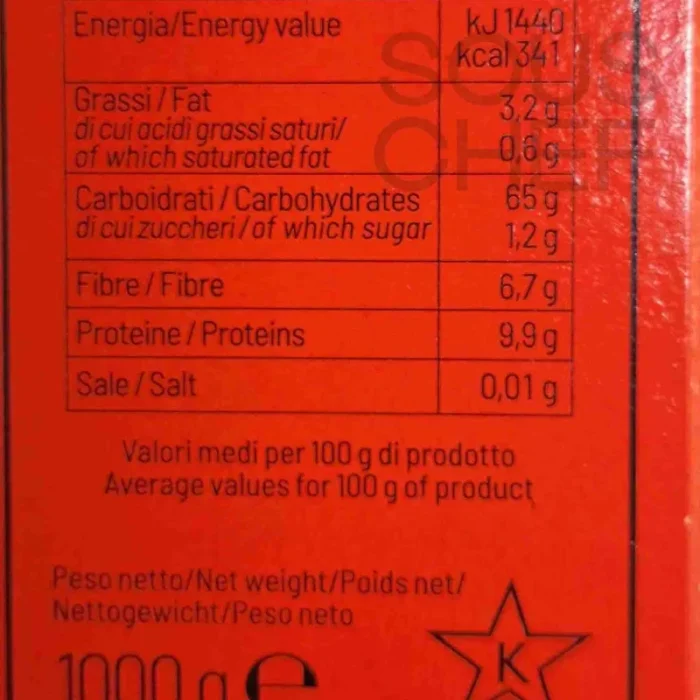 Energia/Energy value
kJ 1440
kcal 341
Grassi / Fat
3,2 g
di cui acidi grassi saturi/
of which saturated fat
0,6 g
Carboidrati / Carbohydrates
65 g
di cui zuccheri / of which sugar
1,2 g
Fibre / Fibre
6,7 g
Proteine / Proteins
9,9 g
Sale / Salt
0,01 g
Valori medi per 100 g di prodotto
Average values for 100 g of product
Peso netto/Net weight/Poids net/
Nettogewicht/Peso neto
1000 g e
K
SOUS
CHEF